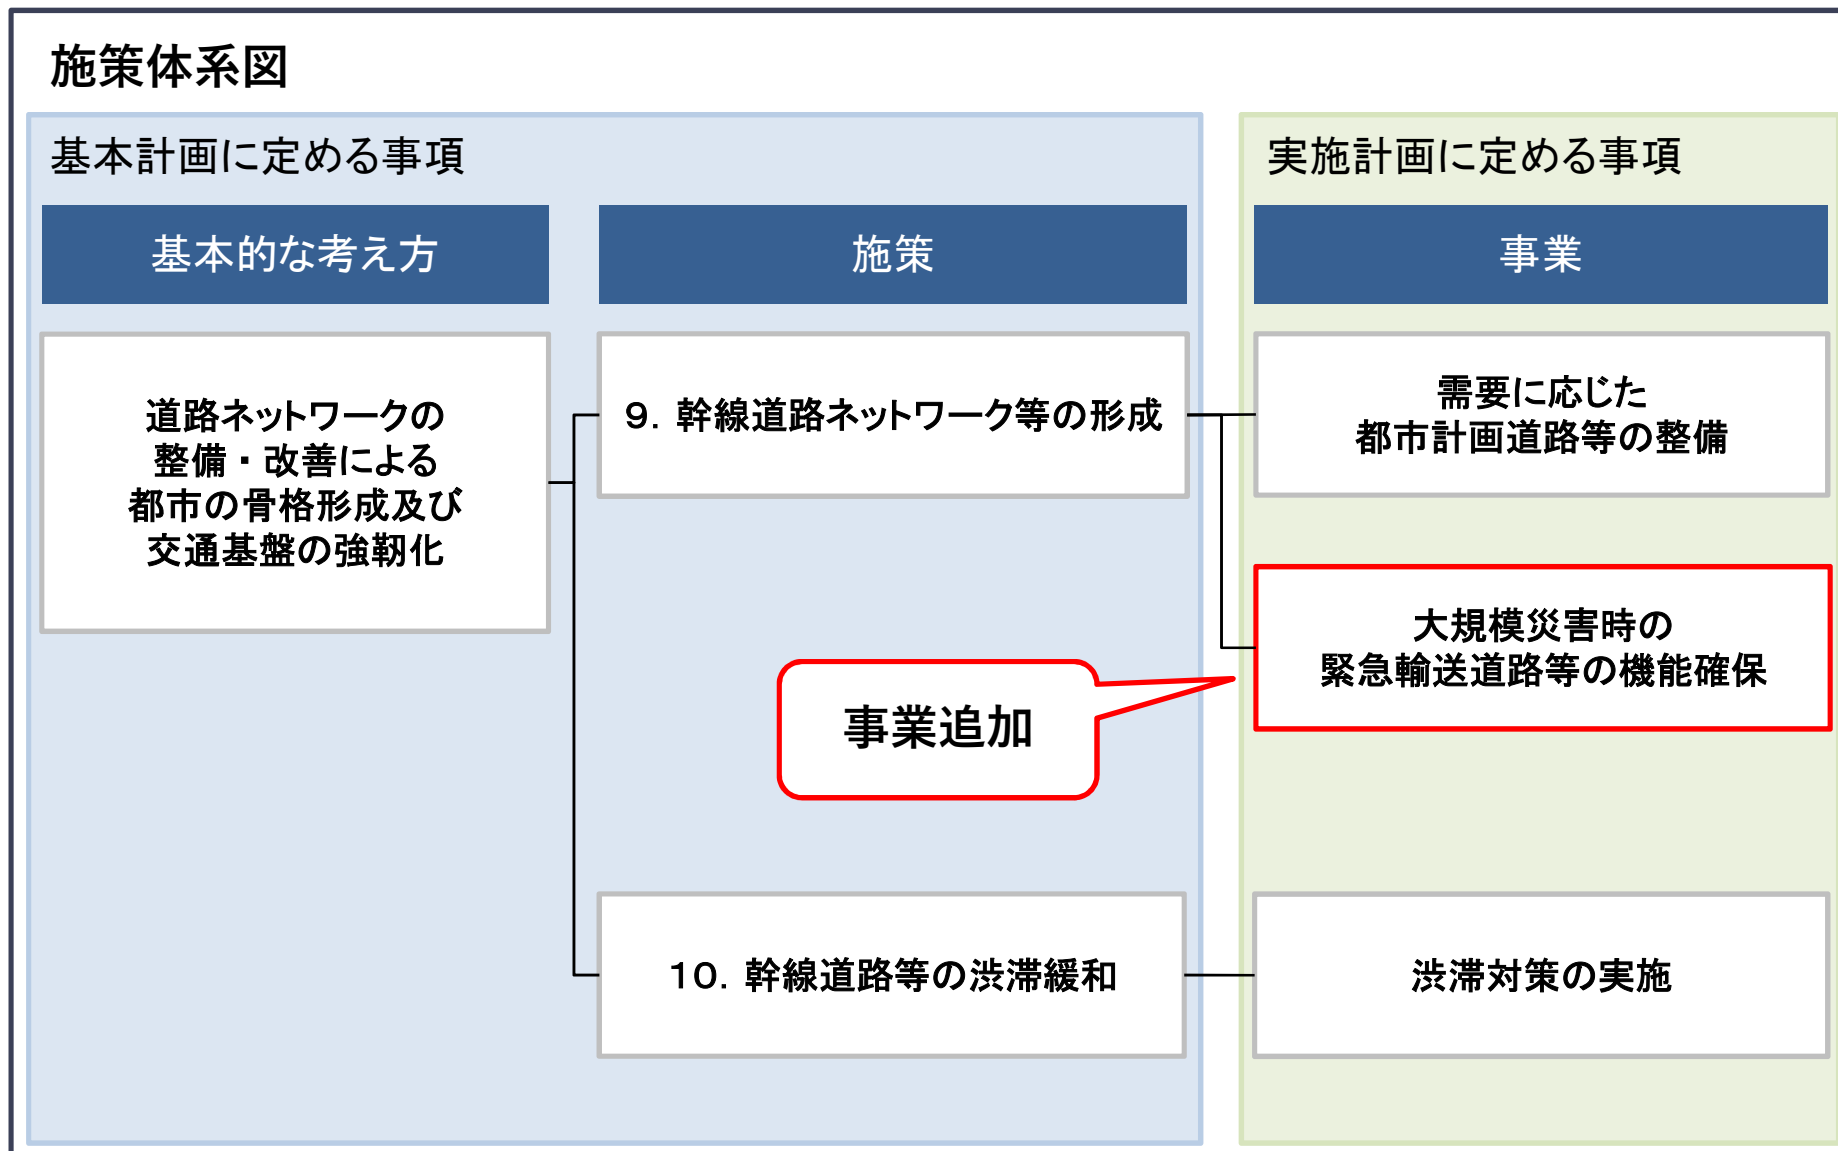 施策体系図
基本計画に定める事項
実施計画に定める事項
基本的な考え方
施策
事業
道路ネットワークの
整備・改善による
都市の骨格形成及び
交通基盤の強靭化
９．幹線道路ネットワーク等の形成
需要に応じた
都市計画道路等の整備
大規模災害時の
緊急輸送道路等の機能確保
事業追加
１０．幹線道路等の渋滞緩和
渋滞対策の実施